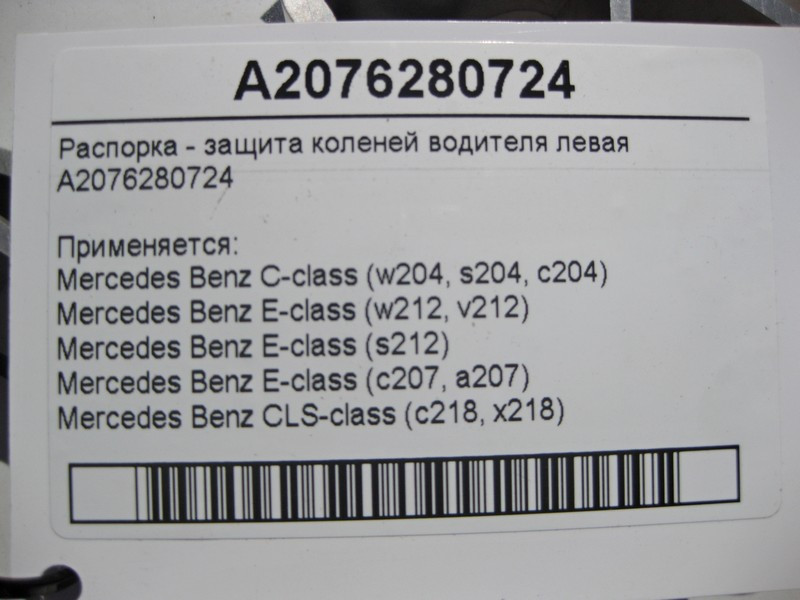 A2076280724
Распорка - защита коленей водителя левая
A2076280724
Применяется:
Mercedes Benz C-class (w204, s204, c204)
Mercedes Benz E-class (w212, v212)
Mercedes Benz E-class (s212)
Mercedes Benz E-class (c207, a207)
Mercedes Benz CLS-class (c218, x218)